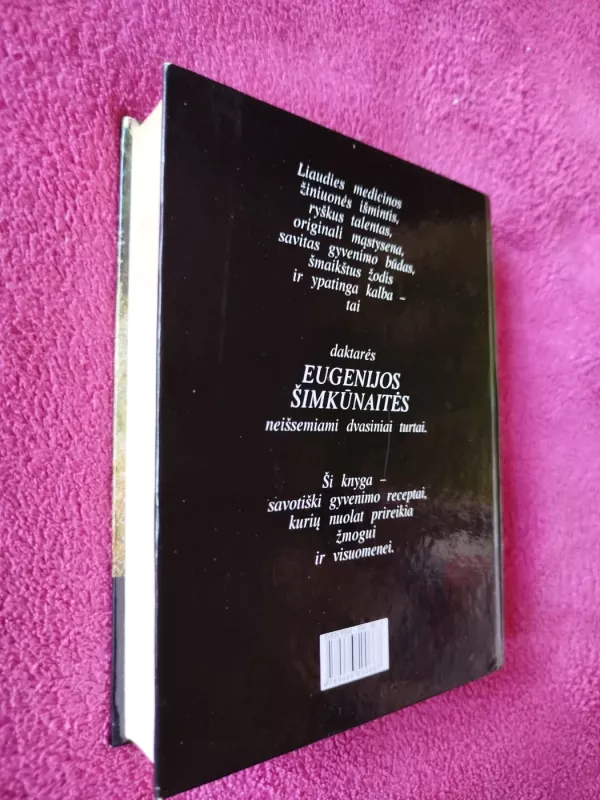 Liaudies medicinos
žiniuonės išmintis,
ryškus talentas,
originali mąstysena,
savitas gyvenimo būdas,
šmaikštus žodis
ir ypatinga kalba –
tai
daktarės
EUGENIJOS
ŠIMKŪNAITĖS
neišsemiami dvasiniai turtai.
Ši knyga –
savotiški gyvenimo receptai,
kurių nuolat prireikia
žmogui
ir visuomenei.